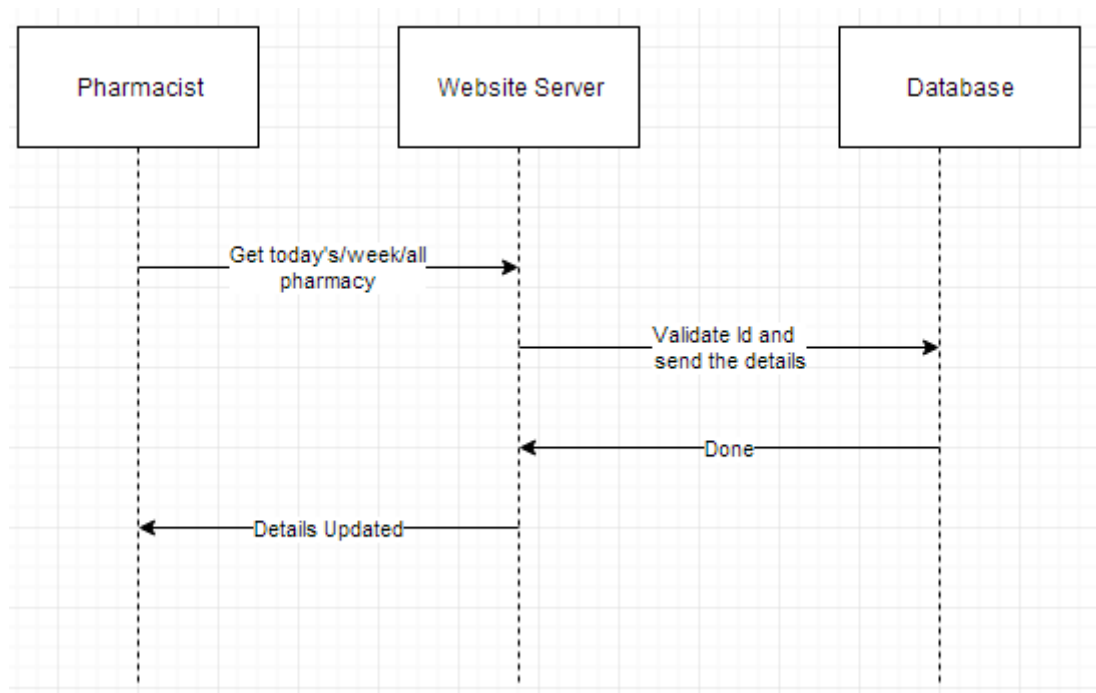 Pharmacist
Website Server
Database
Get today's/week/all
pharmacy
Validate Id and
send the details
Done
Details Updated